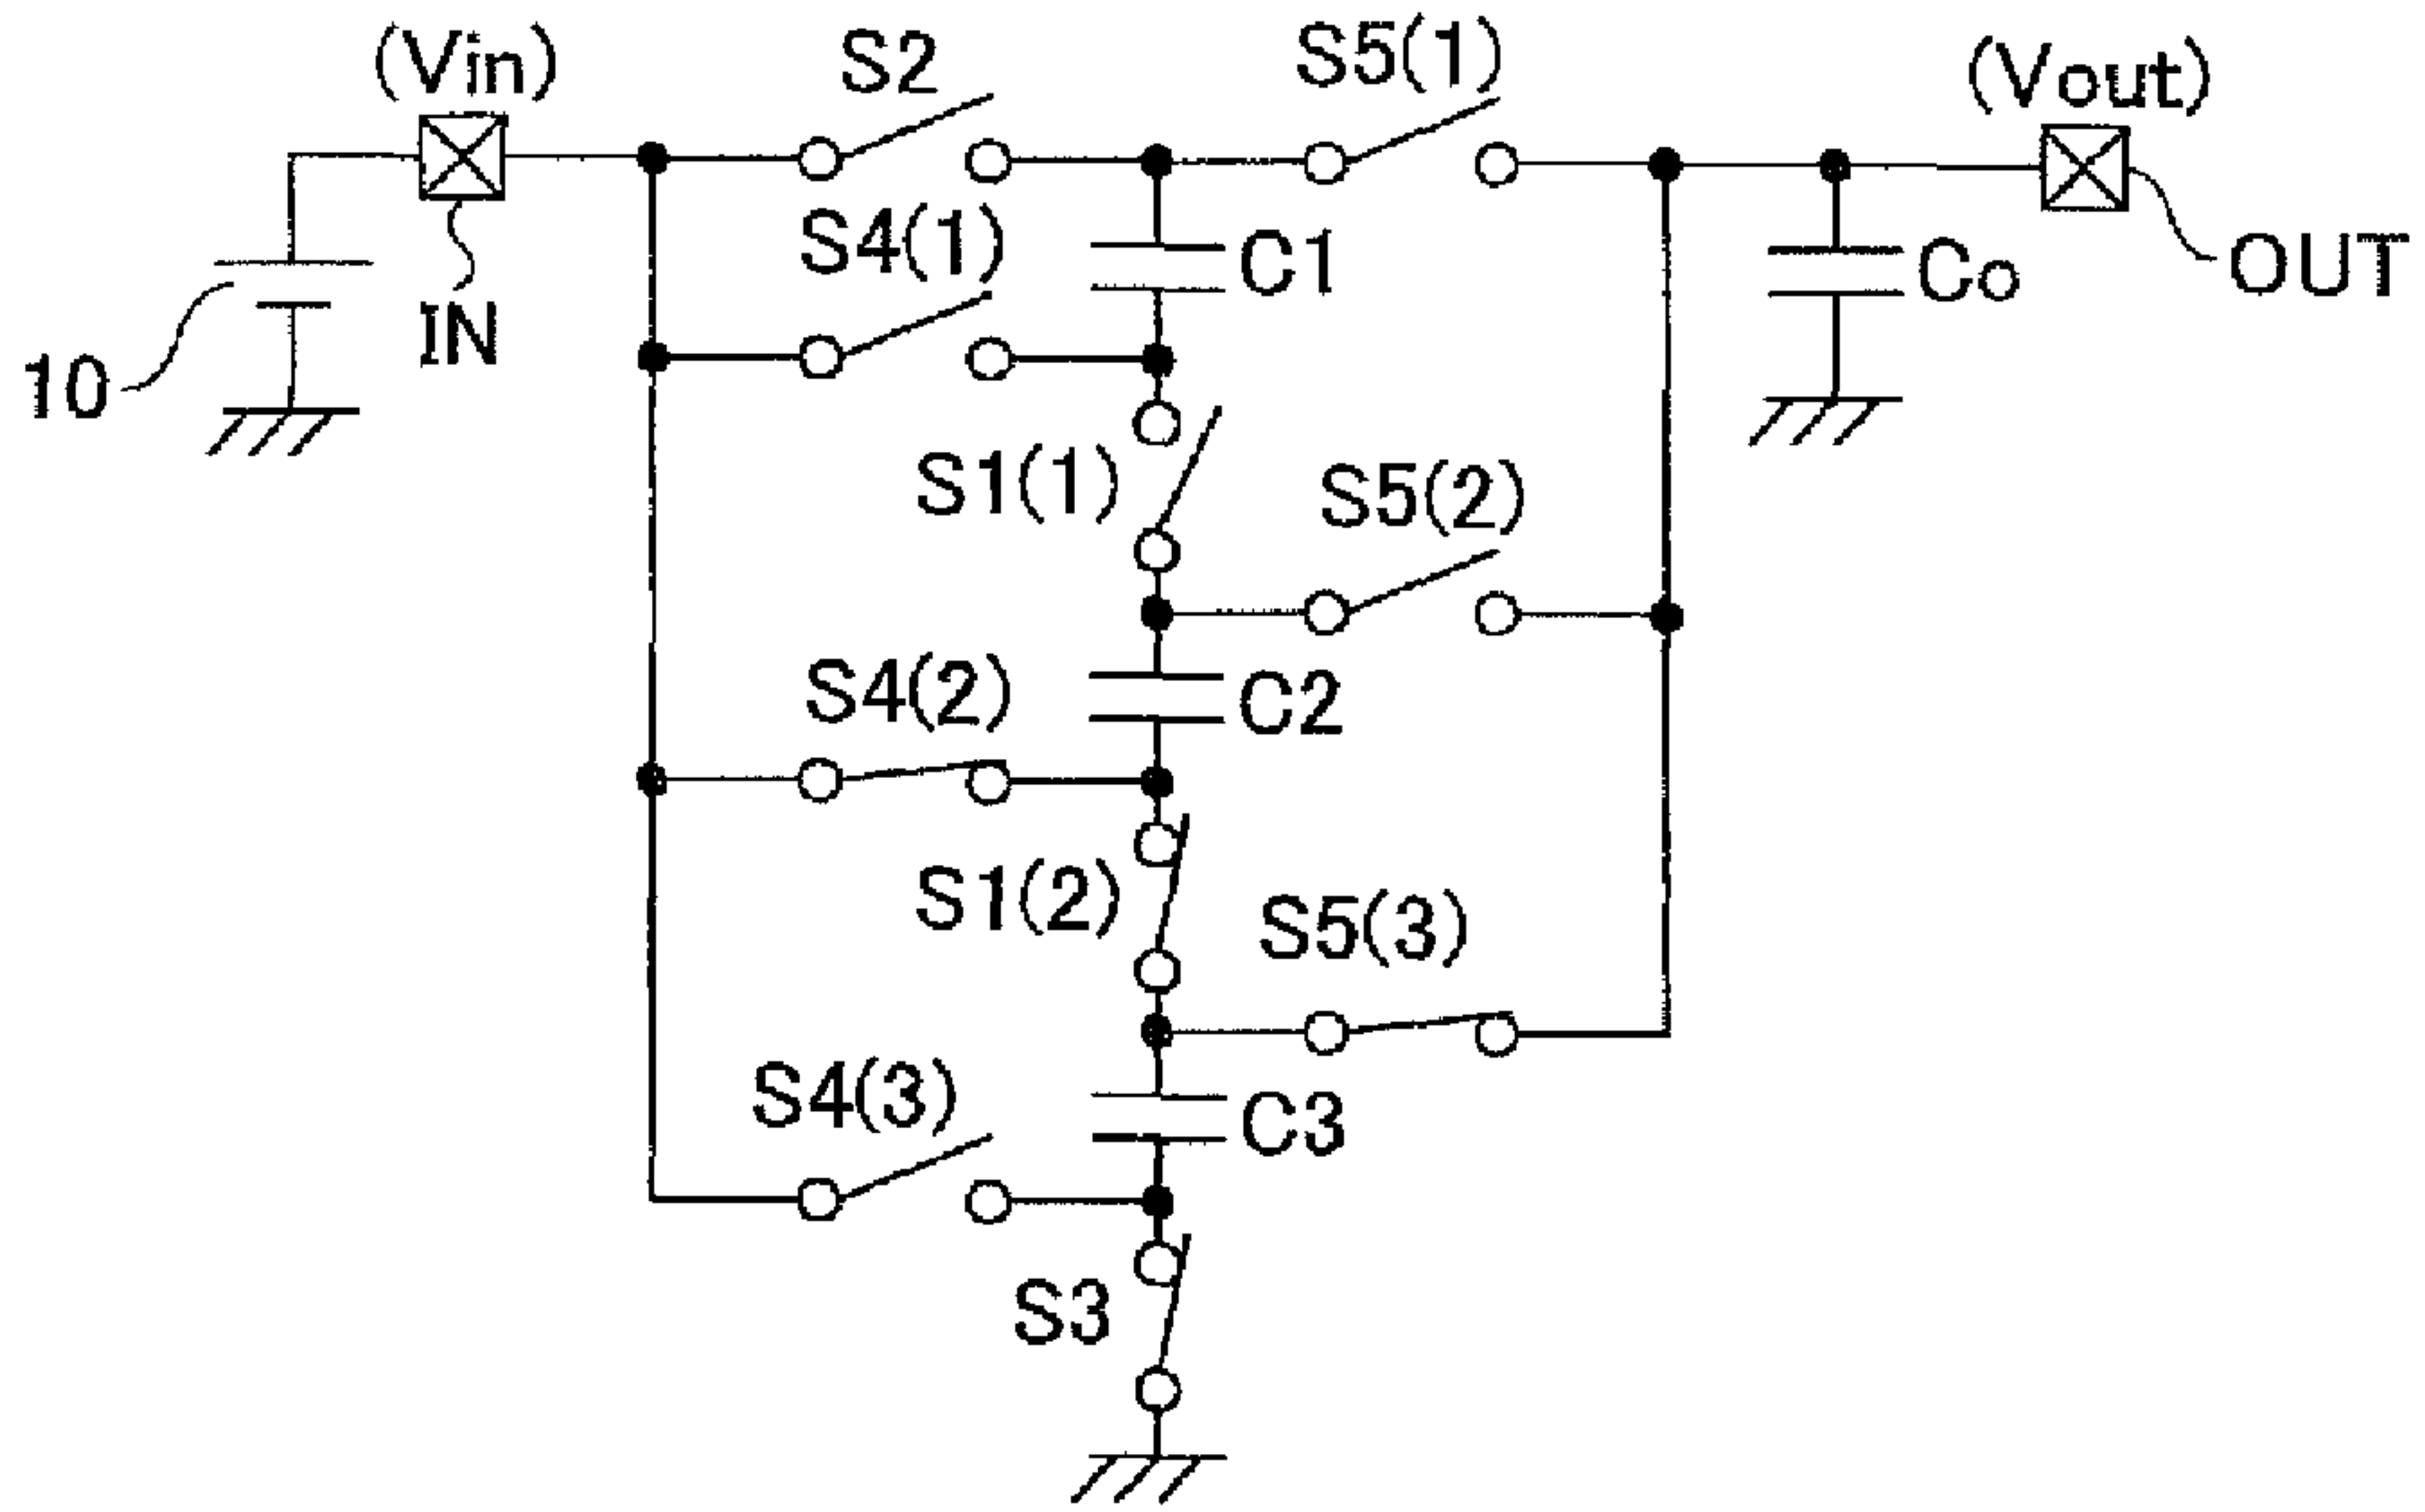 (Vin)
S2
S5(1)
(Vout)
S4(1)
C1
Co
OUT
IN
10
S1(1)
S5(2)
S4(2)
C2
S1(2)
S5(3)
S4(3)
C3
S3